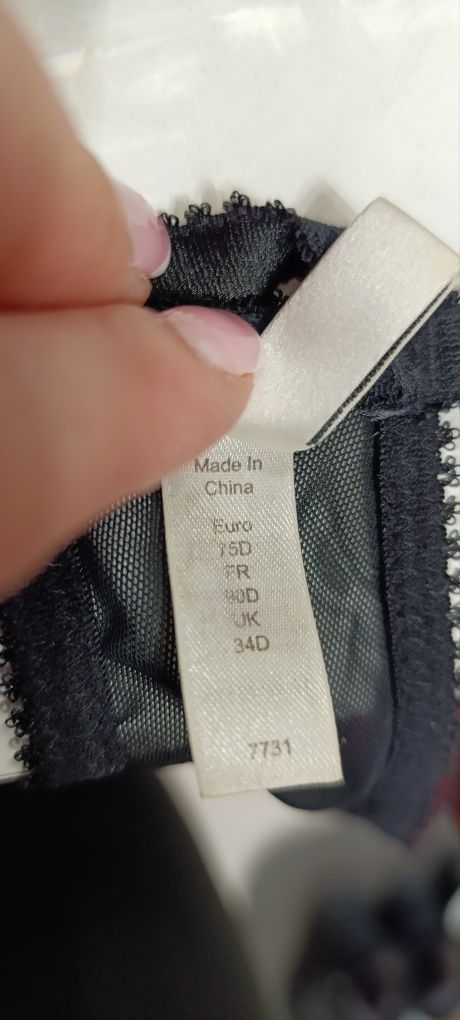 Made In
China
Euro
75D
FR
90D
UK
34D
7731